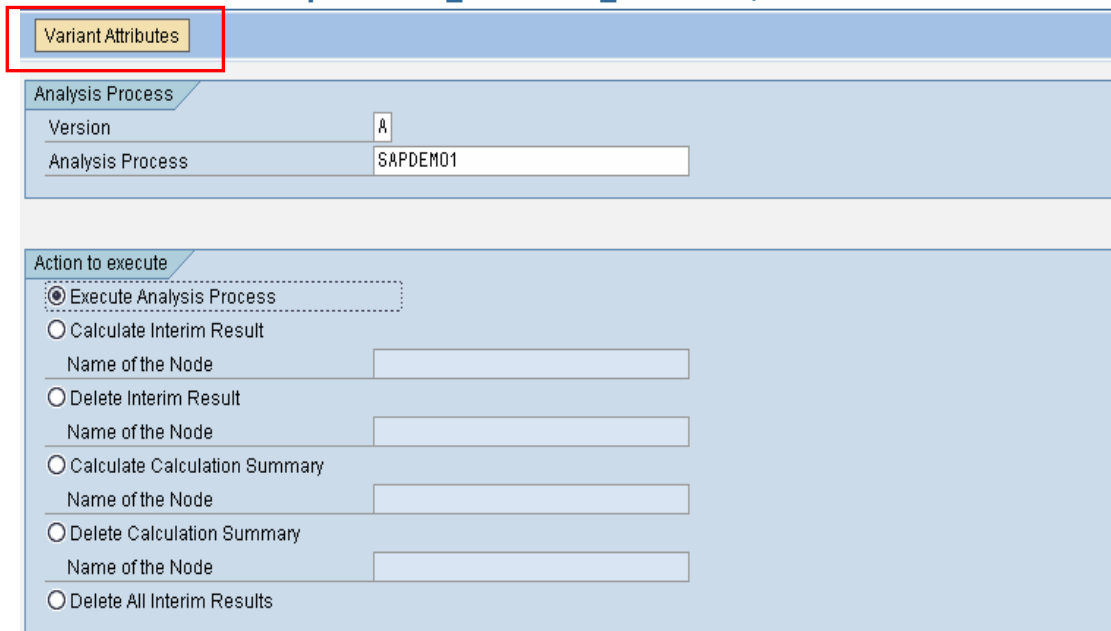 Variant Attributes
Analysis Process
Version A
Analysis Process SAPDEMO1
Action to execute
Execute Analysis Process
Calculate Interim Result
Name of the Node
Delete Interim Result
Name of the Node
Calculate Calculation Summary
Name of the Node
Delete Calculation Summary
Name of the Node
Delete All Interim Results